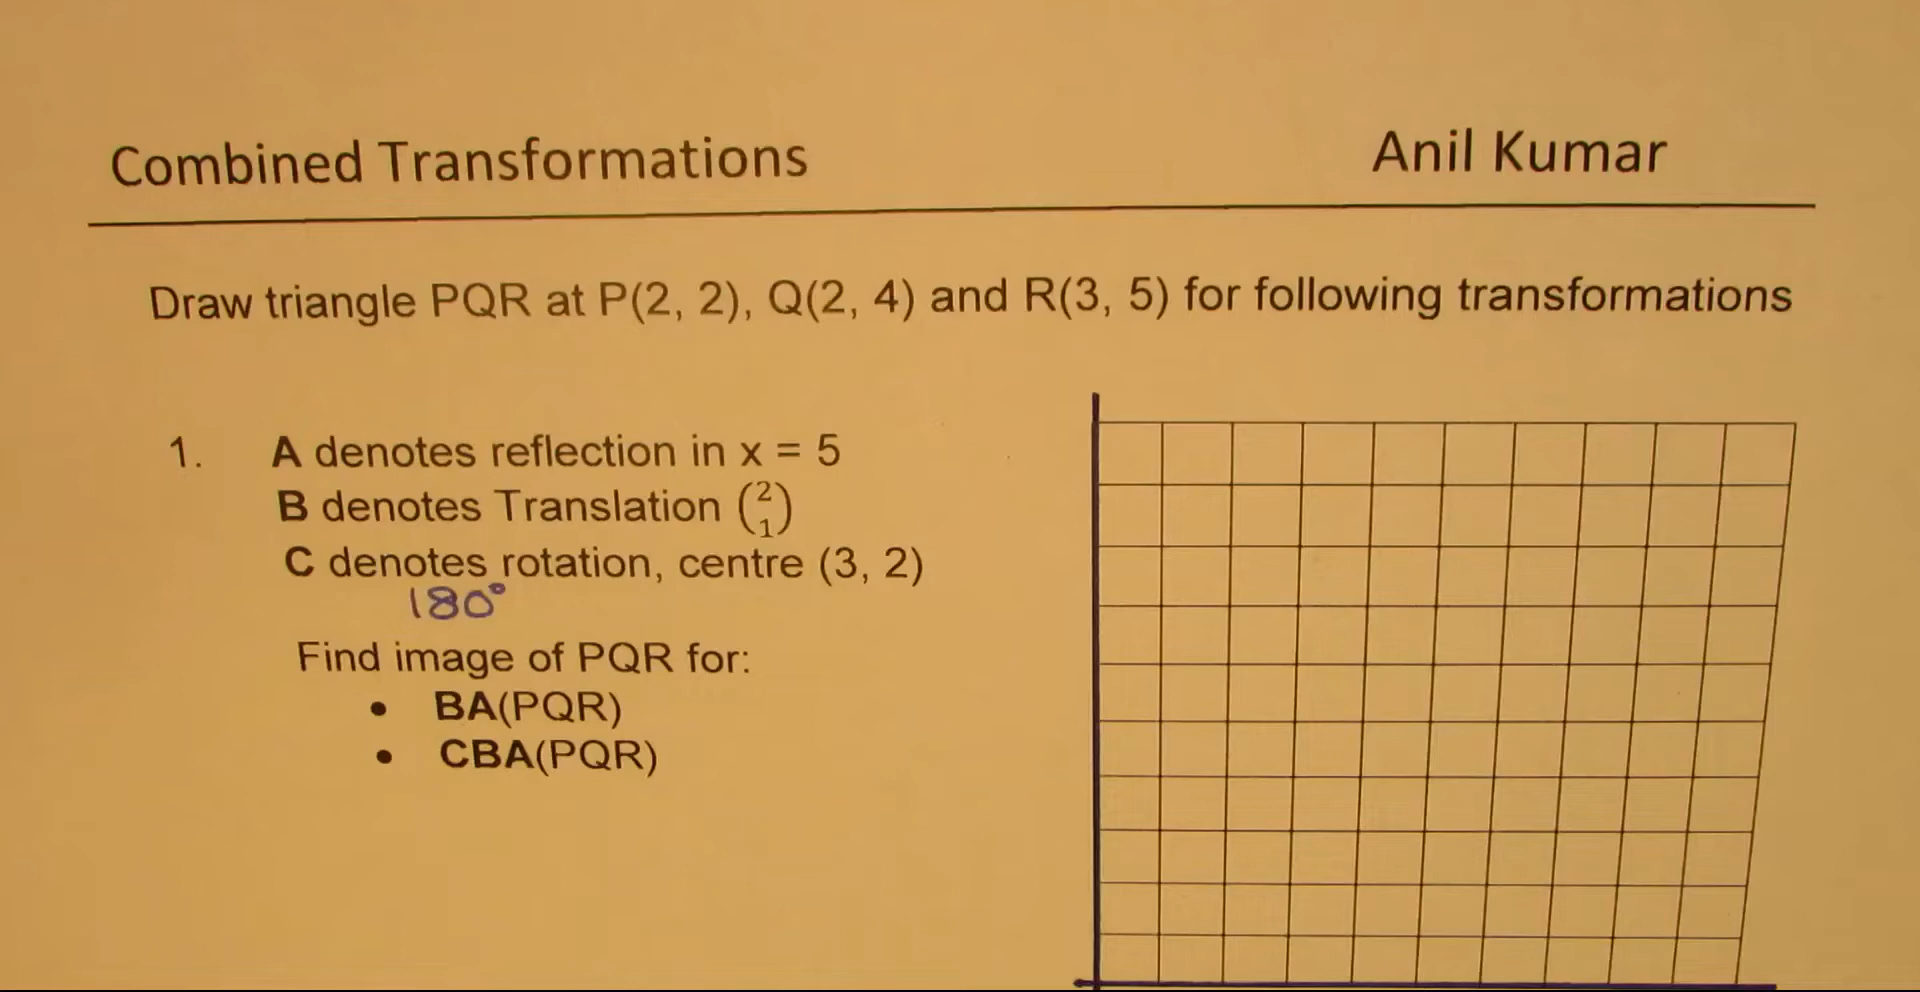 Combined Transformations Anil Kumar
Draw triangle PQR at P(2, 2), Q(2, 4) and R(3, 5) for following transformations
1. A denotes reflection in x = 5
B denotes Translation (2 1)
C denotes rotation, centre (3, 2)
180°
Find image of PQR for:
• BA(PQR)
• CBA(PQR)